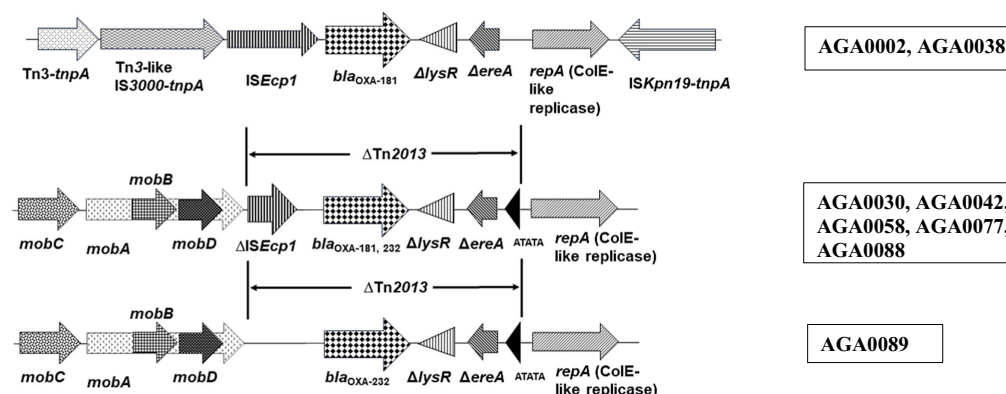 Tn3-tnpA
Tn3-like
IS3000-tnpA
ISEcp1
blaOXA-181
ΔlysR
ΔereA
repA (ColE-
like
replicase)
ISKpn19-tnpA
AGA0002, AGA0038
ΔTn2013
mobB
mobC
mobA
mobD
ΔISEcp1
blaOXA-181, 232
ΔlysR
ΔereA
ATATA
repA (ColE-
like replicase)
AGA0030, AGA0042,
AGA0058, AGA0077,
AGA0088
ΔTn2013
mobB
mobC
mobA
mobD
blaOXA-232
ΔlysR
ΔereA
ATATA
repA (ColE-
like replicase)
AGA0089